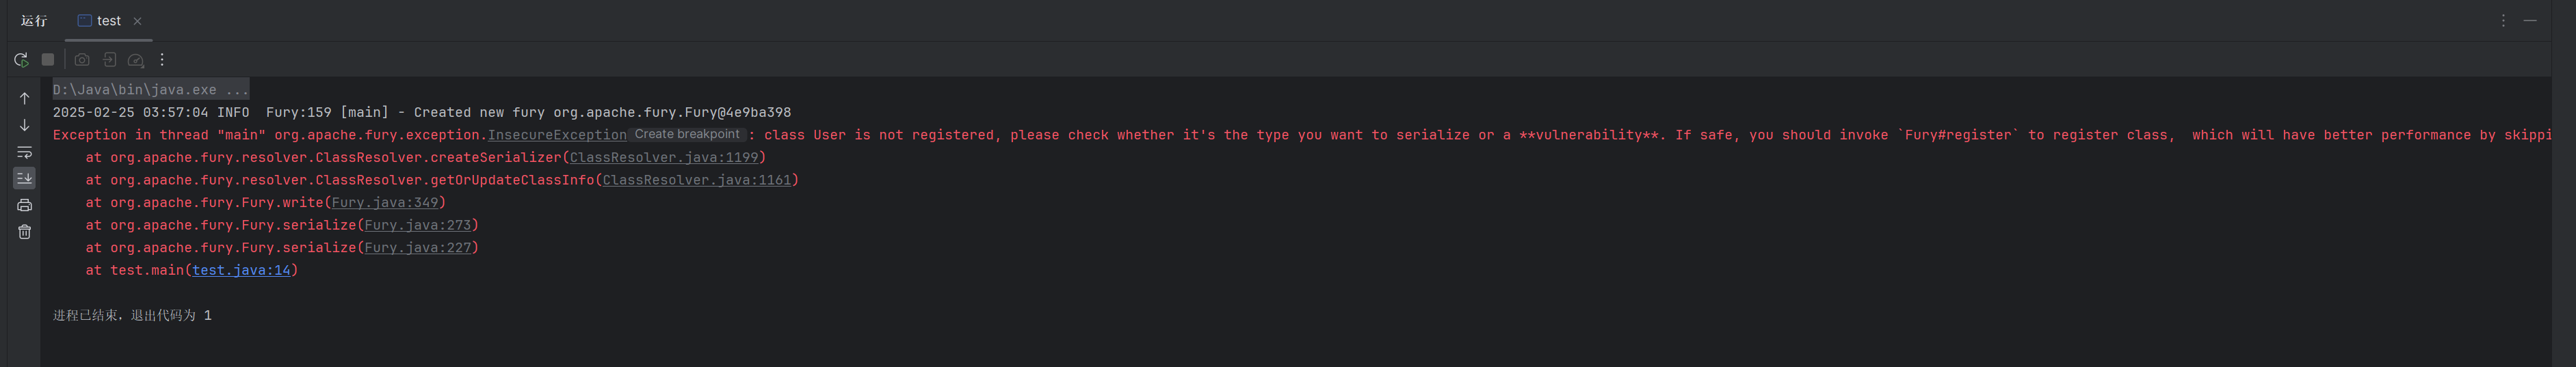 运行 test
D:\Java\bin\java.exe ...
2025-02-25 03:57:04 INFO  Fury:159 [main] - Created new fury org.apache.fury.Fury@4e9ba398
Exception in thread "main" org.apache.fury.exception.InsecureException Create breakpoint : class User is not registered, please check whether it's the type you want to serialize or a **vulnerability**. If safe, you should invoke `Fury#register` to register class,  which will have better performance by skippi
    at org.apache.fury.resolver.ClassResolver.createSerializer(ClassResolver.java:1199)
    at org.apache.fury.resolver.ClassResolver.getOrUpdateClassInfo(ClassResolver.java:1161)
    at org.apache.fury.Fury.write(Fury.java:349)
    at org.apache.fury.Fury.serialize(Fury.java:273)
    at org.apache.fury.Fury.serialize(Fury.java:227)
    at test.main(test.java:14)
进程已结束，退出代码为 1